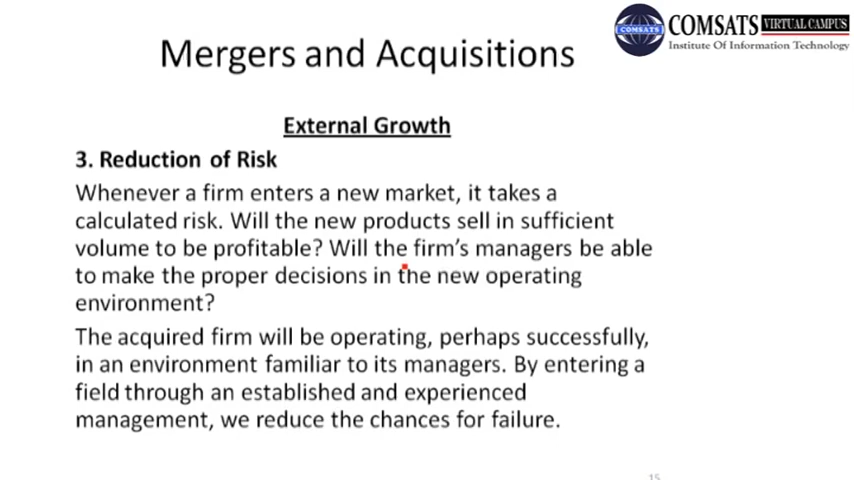 COMSATS VIRTUAL CAMPUS
COMSATS
Institute Of Information Technology
Mergers and Acquisitions
External Growth
3. Reduction of Risk
Whenever a firm enters a new market, it takes a
calculated risk. Will the new products sell in sufficient
volume to be profitable? Will the firm's managers be able
to make the proper decisions in the new operating
environment?
The acquired firm will be operating, perhaps successfully,
in an environment familiar to its managers. By entering a
field through an established and experienced
management, we reduce the chances for failure.
15